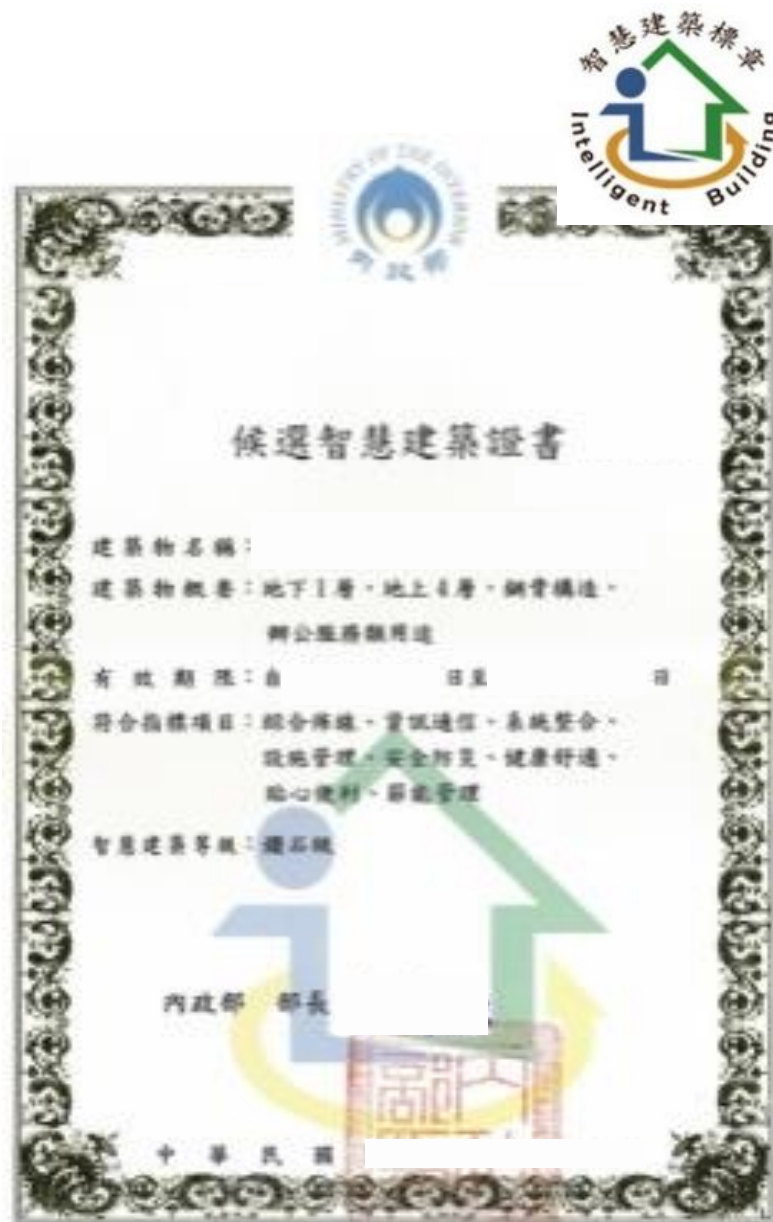 智慧建築標章
Intelligent Building
MINISTRY OF THE INTERIOR
內政部
候選智慧建築證書
建築物名稱：
建築物概要：地下1層、地上4層、鋼骨構造、
辦公服務類用途
有效期限：自 日至 日
符合指標項目：綜合佈線、資訊通信、系統整合、
設施管理、安全防災、健康舒適、
貼心便利、節能管理
智慧建築等級：鑽石級
內政部 部長
中華民國